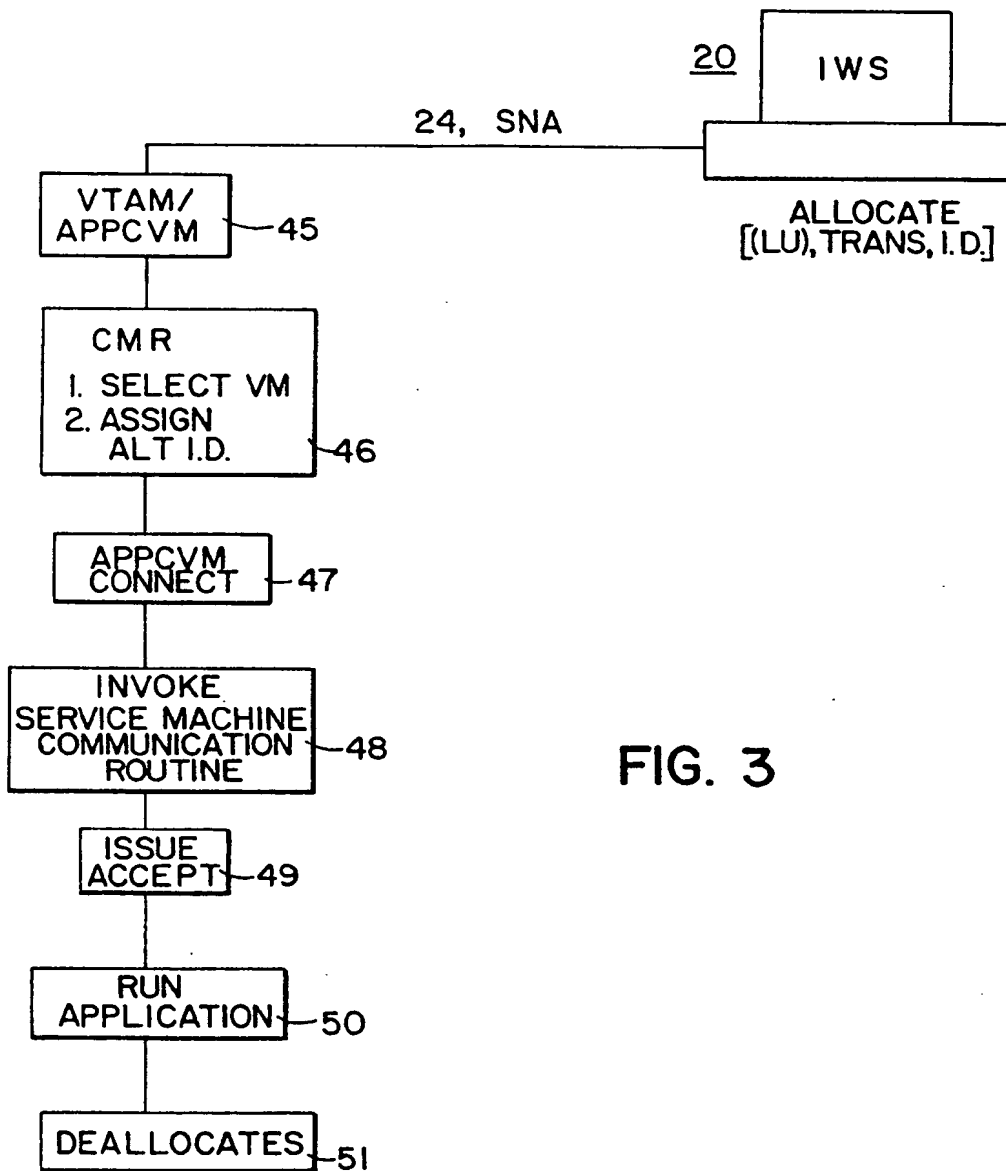 20
IWS
24, SNA
ALLOCATE
[(LU), TRANS, I.D.]
VTAM/
APPCVM
45
CMR
1. SELECT VM
2. ASSIGN
ALT I.D.
46
APPCVM
CONNECT
47
INVOKE
SERVICE MACHINE
COMMUNICATION
ROUTINE
48
FIG. 3
ISSUE
ACCEPT
49
RUN
APPLICATION
50
DEALLOCATES
51